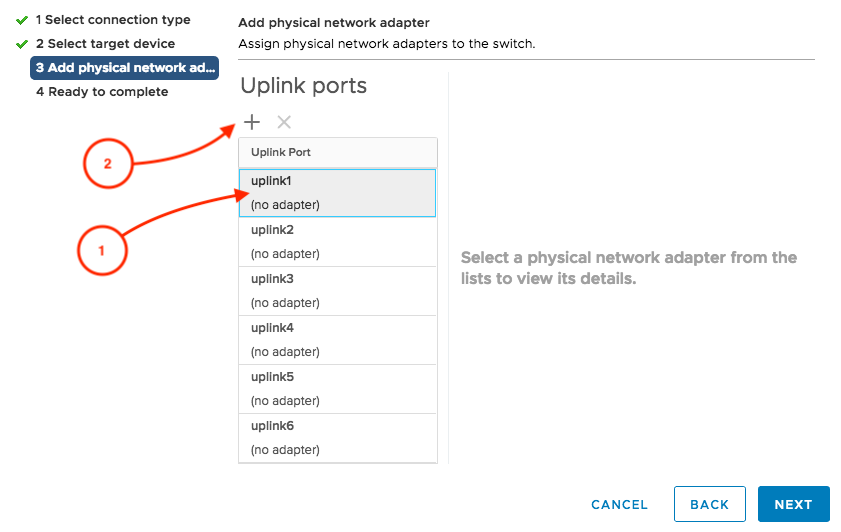 1 Select connection type
2 Select target device
3 Add physical network ad...
4 Ready to complete
Add physical network adapter
Assign physical network adapters to the switch.
Uplink ports
Uplink Port
uplink1
(no adapter)
uplink2
(no adapter)
uplink3
(no adapter)
uplink4
(no adapter)
uplink5
(no adapter)
uplink6
(no adapter)
2
1
Select a physical network adapter from the
lists to view its details.
CANCEL
BACK
NEXT